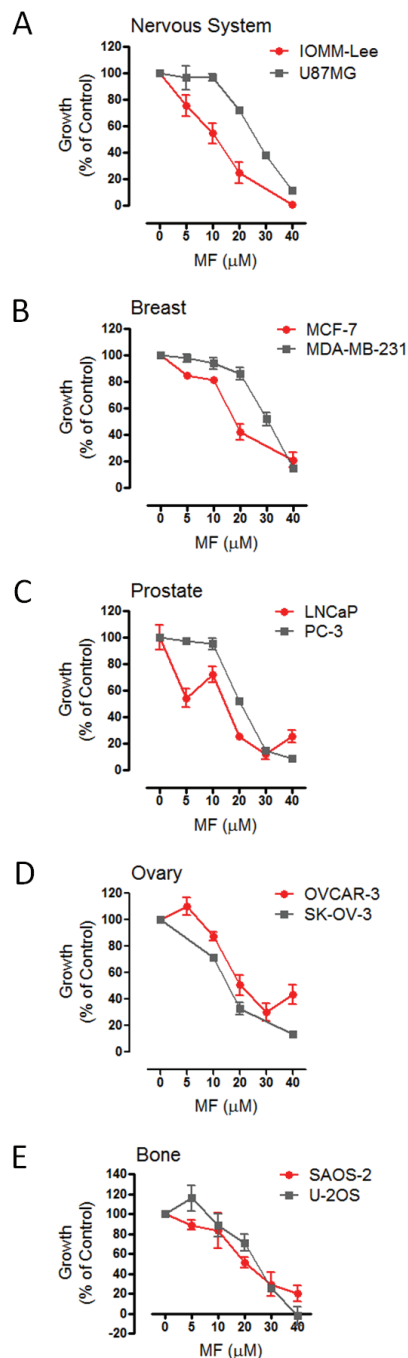 A
Nervous System
IOMM-Lee
U87MG
Growth
(% of Control)
120
100
80
60
40
20
0
0 5 10 20 30 40
MF (µM)
B
Breast
MCF-7
MDA-MB-231
Growth
(% of Control)
120
100
80
60
40
20
0
0 5 10 20 30 40
MF (µM)
C
Prostate
LNCaP
PC-3
Growth
(% of Control)
120
100
80
60
40
20
0
0 5 10 20 30 40
MF (µM)
D
Ovary
OVCAR-3
SK-OV-3
Growth
(% of Control)
120
100
80
60
40
20
0
0 5 10 20 30 40
MF (µM)
E
Bone
SAOS-2
U-2OS
Growth
(% of Control)
140
120
100
80
60
40
20
0
-20
0 5 10 20 30 40
MF (µM)